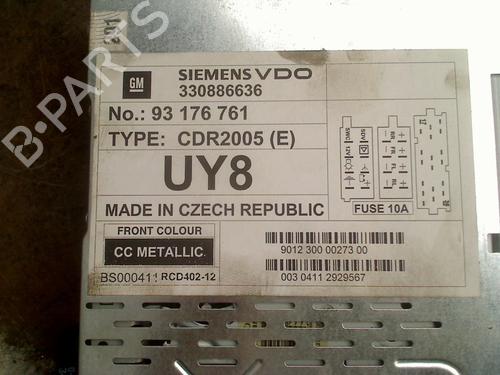 B-PARTS
GM
SIEMENS VDO
330886636
No.: 93 176 761
TYPE: CDR2005 (E)
UY8
MADE IN CZECH REPUBLIC
FUSE 10A
FRONT COLOUR
CC METALLIC
9012 300 00273 00
BS000411 RCD402-12
003 0411 2929567